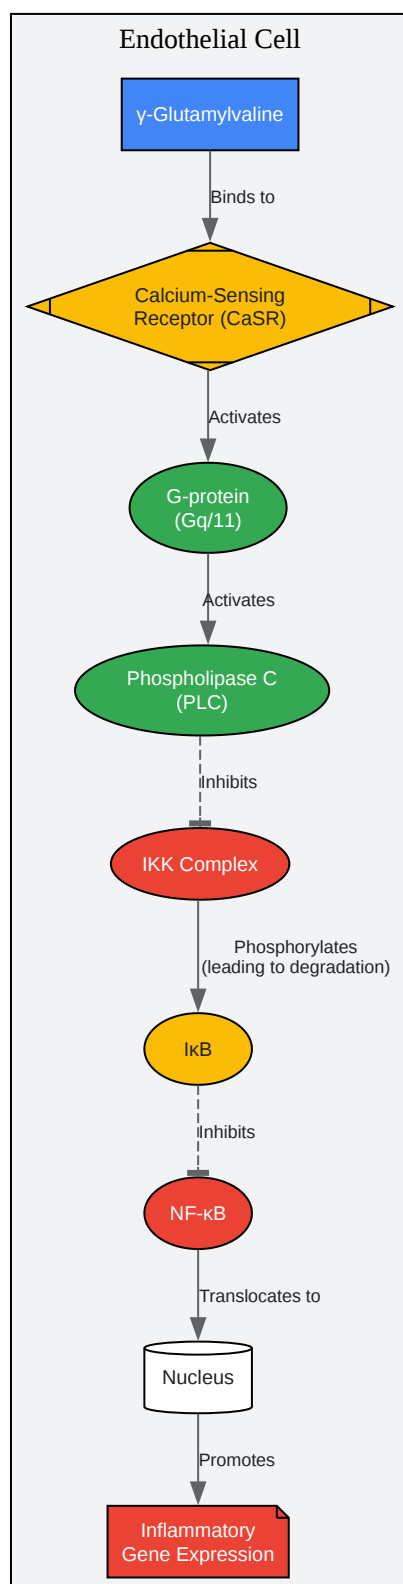 Endothelial Cell
γ-Glutamylvaline
Binds to
Calcium-Sensing
Receptor (CaSR)
Activates
G-protein
(Gq/11)
Activates
Phospholipase C
(PLC)
Inhibits
IKK Complex
Phosphorylates
(leading to degradation)
IκB
Inhibits
NF-κB
Translocates to
Nucleus
Promotes
Inflammatory
Gene Expression